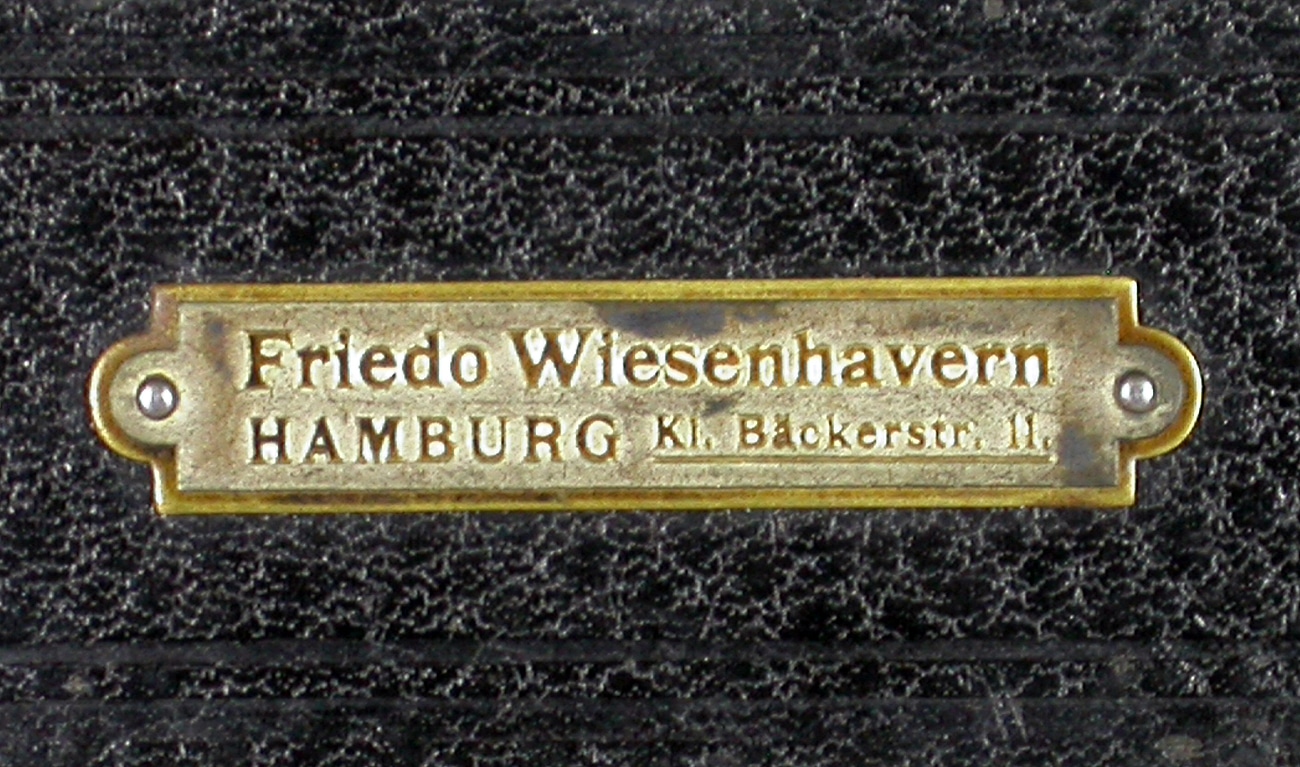 Friedo Wiesenhavern
HAMBURG Kl. Bäckerstr. 11.